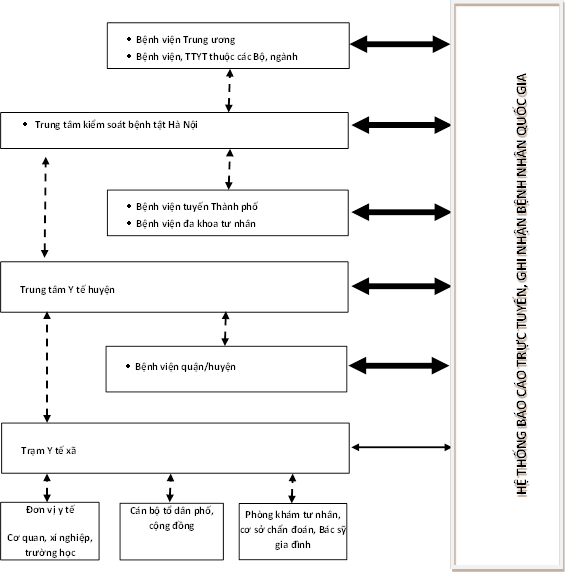 • Bệnh viện Trung ương
• Bệnh viện, TTYT thuộc các Bộ, ngành
• Trung tâm kiểm soát bệnh tật Hà Nội
• Bệnh viện tuyến Thành phố
• Bệnh viện đa khoa tư nhân
Trung tâm Y tế huyện
• Bệnh viện quận/huyện
Trạm Y tế xã
Đơn vị y tế
Cơ quan, xí nghiệp,
trường học
Cán bộ tổ dân phố,
cộng đồng
Phòng khám tư nhân,
cơ sở chẩn đoán, Bác sỹ
gia đình
HỆ THỐNG BÁO CÁO TRỰC TUYẾN, GHI NHẬN BỆNH NHÂN QUỐC GIA